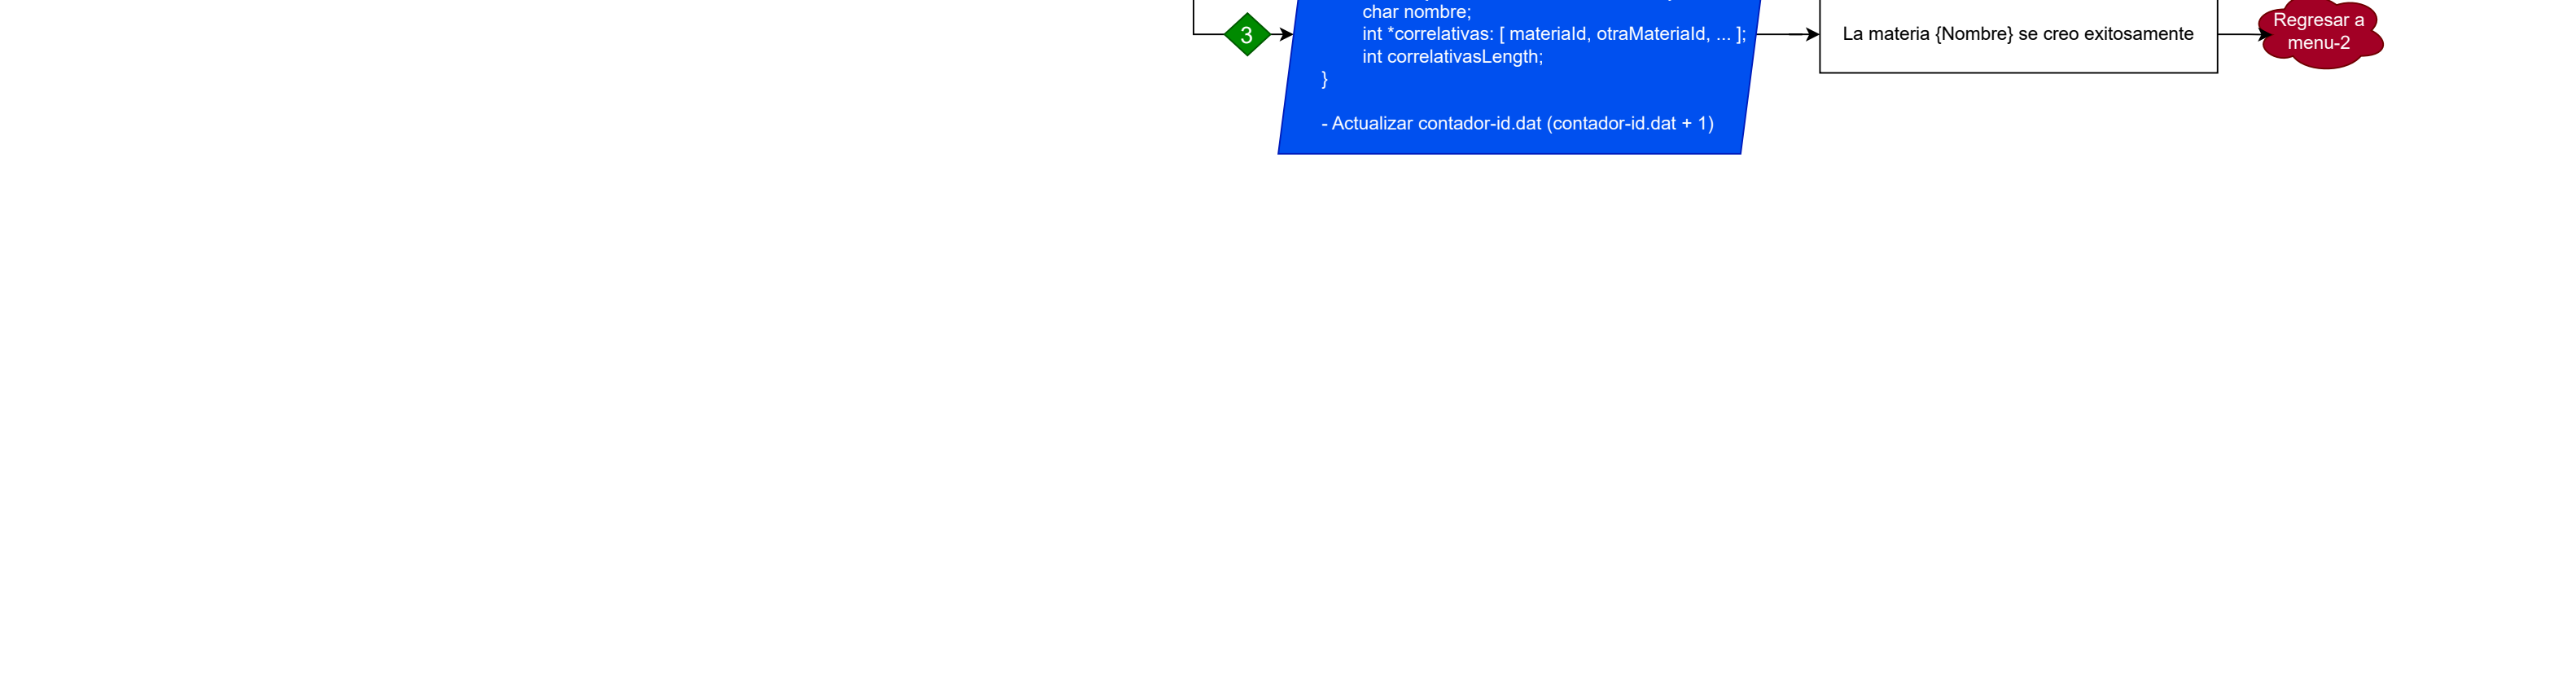 char nombre;
3
int *correlativas: [ materiaId, otraMateriaId, ... ];
int correlativasLength;
}
- Actualizar contador-id.dat (contador-id.dat + 1)
La materia {Nombre} se creo exitosamente
Regresar a
menu-2